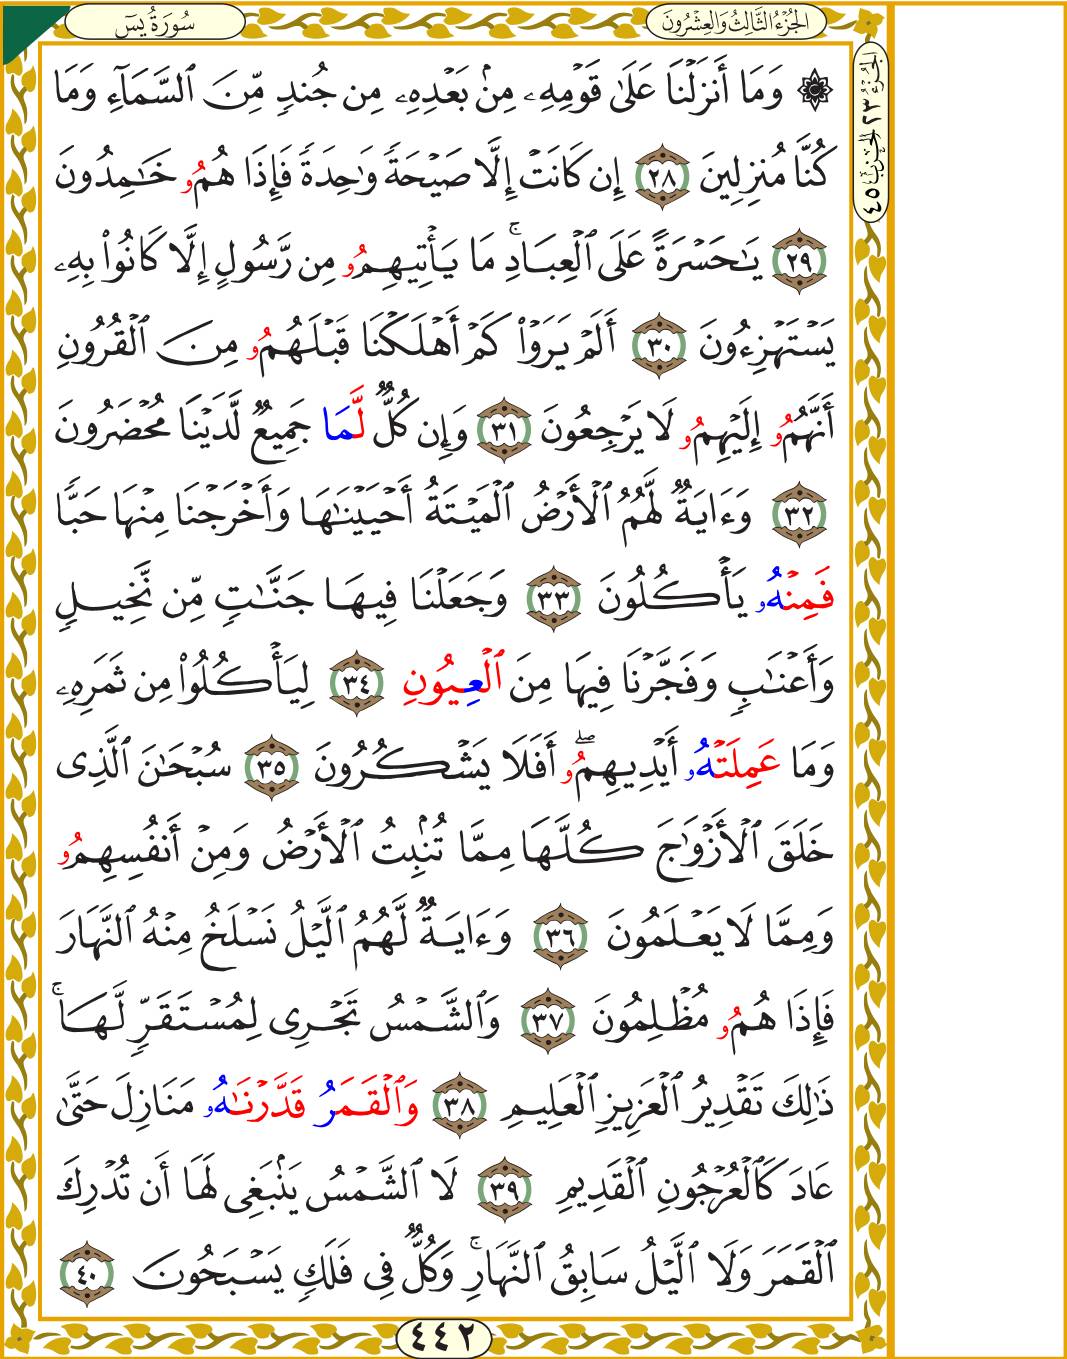 سُورَةُ يسٓ
الجُزْءُ الثَّالِثُ وَالعِشْرُونَ
الجُزْءُ ٢٣ الحِزْبُ ٤٥
۞ وَمَا أَنزَلْنَا عَلَىٰ قَوْمِهِۦ مِنۢ بَعْدِهِۦ مِن جُندٍ مِّنَ ٱلسَّمَآءِ وَمَا
كُنَّا مُنزِلِينَ ٢٨ إِن كَانَتْ إِلَّا صَيْحَةً وَٰحِدَةً فَإِذَا هُمُۥ خَـٰمِدُونَ
٢٩ يَـٰحَسْرَةً عَلَى ٱلْعِبَادِۚ مَا يَأْتِيهِمُۥ مِن رَّسُولٍ إِلَّا كَانُوا۟ بِهِۦ
يَسْتَهْزِءُونَ ٣٠ أَلَمْ يَرَوْا۟ كَمْ أَهْلَكْنَا قَبْلَهُمُۥ مِنَ ٱلْقُرُونِ
أَنَّهُمُۥ إِلَيْهِمُۥ لَا يَرْجِعُونَ ٣١ وَإِن كُلٌّ لَّمَا جَمِيعٌ لَّدَيْنَا مُحْضَرُونَ
٣٢ وَءَايَةٌ لَّهُمُ ٱلْأَرْضُ ٱلْمَيْتَةُ أَحْيَيْنَـٰهَا وَأَخْرَجْنَا مِنْهَا حَبًّا
فَمِنْهُۥ يَأْكُلُونَ ٣٣ وَجَعَلْنَا فِيهَا جَنَّـٰتٍ مِّن نَّخِيلٍ
وَأَعْنَـٰبٍ وَفَجَّرْنَا فِيهَا مِنَ ٱلْعِيُونِ ٣٤ لِيَأْكُلُوا۟ مِن ثَمَرِهِۦ
وَمَا عَمِلَتْهُۥ أَيْدِيهِمُۥۖ أَفَلَا يَشْكُرُونَ ٣٥ سُبْحَـٰنَ ٱلَّذِى
خَلَقَ ٱلْأَزْوَٰجَ كُلَّهَا مِمَّا تُنۢبِتُ ٱلْأَرْضُ وَمِنْ أَنفُسِهِمُۥ
وَمِمَّا لَا يَعْلَمُونَ ٣٦ وَءَايَةٌ لَّهُمُ ٱلَّيْلُ نَسْلَخُ مِنْهُ ٱلنَّهَارَ
فَإِذَا هُمُۥ مُظْلِمُونَ ٣٧ وَٱلشَّمْسُ تَجْرِى لِمُسْتَقَرٍّ لَّهَاۚ
ذَٰلِكَ تَقْدِيرُ ٱلْعَزِيزِ ٱلْعَلِيمِ ٣٨ وَٱلْقَمَرُ قَدَّرْنَـٰهُۥ مَنَازِلَ حَتَّىٰ
عَادَ كَٱلْعُرْجُونِ ٱلْقَدِيمِ ٣٩ لَا ٱلشَّمْسُ يَنۢبَغِى لَهَا أَن تُدْرِكَ
ٱلْقَمَرَ وَلَا ٱلَّيْلُ سَابِقُ ٱلنَّهَارِۚ وَكُلٌّ فِى فَلَكٍ يَسْبَحُونَ ٤٠
٤٤٢